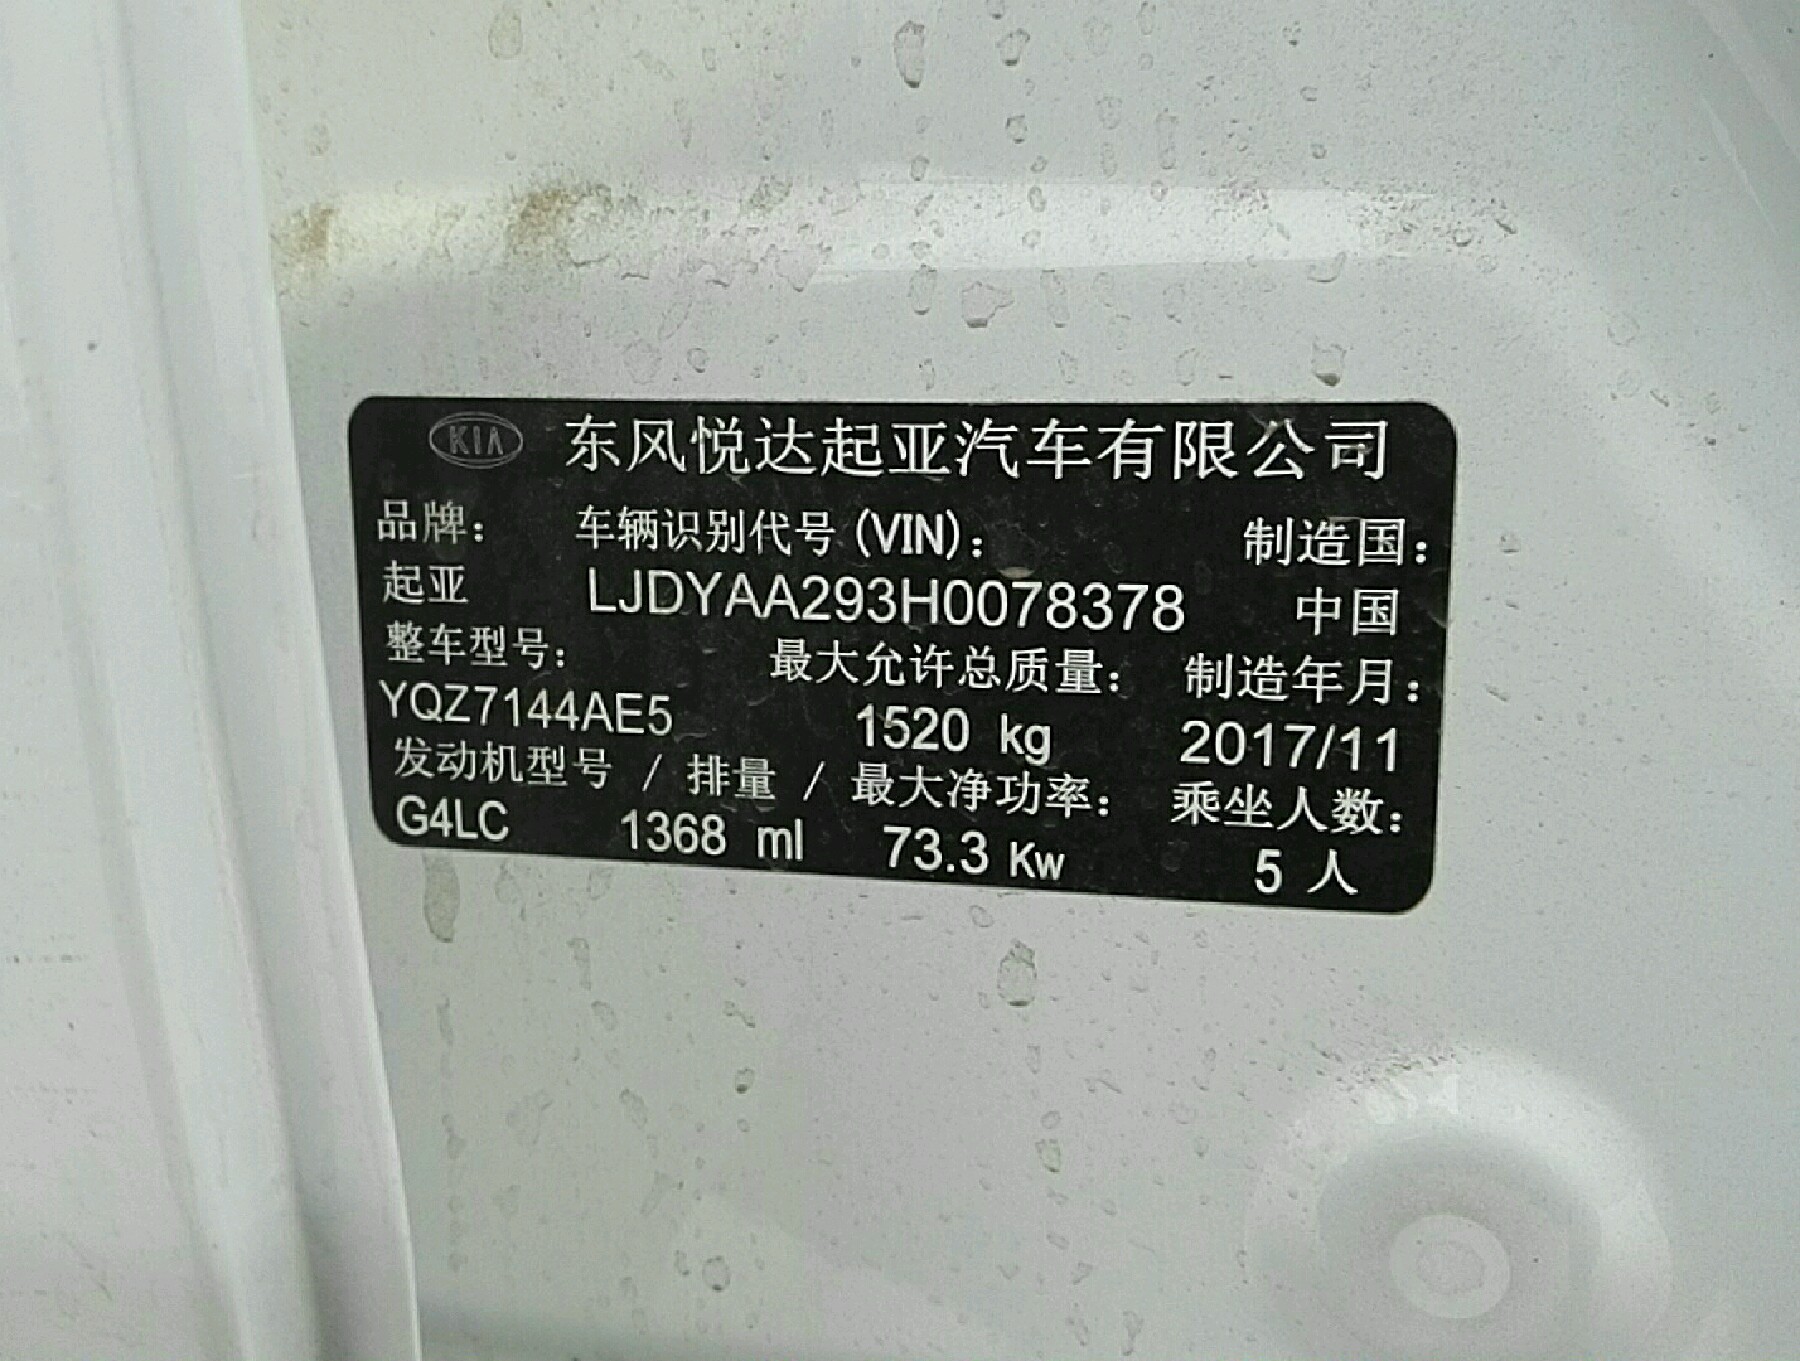 KIA 东风悦达起亚汽车有限公司
品牌： 车辆识别代号 (VIN)： 制造国：
起亚 LJDYAA293H0078378 中国
整车型号： 最大允许总质量： 制造年月：
YQZ7144AE5 1520 kg 2017/11
发动机型号 / 排量 / 最大净功率： 乘坐人数：
G4LC 1368 ml 73.3 Kw 5 人